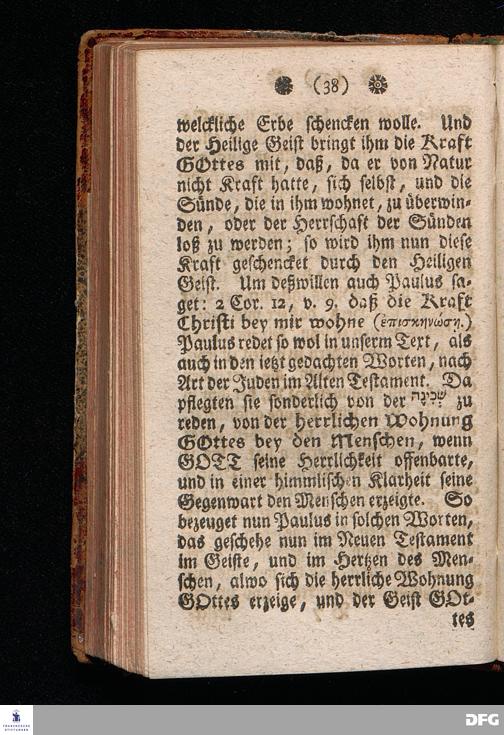 (38)
welckliche Erbe schencken wolle. Und
der Heilige Geist bringt ihm die Kraft
GOttes mit, daß, da er von Natur
nicht Kraft hatte, sich selbst, und die
Sünde, die in ihm wohnet, zu überwin-
den, oder der Herrschaft der Sünden
loß zu werden; so wird ihm nun diese
Kraft geschencket durch den Heiligen
Geist. Um deßwillen auch Paulus sa-
get: 2 Cor. 12, v. 9. daß die Kraft
Christi bey mir wohne (ἐπισκηνώσῃ.)
Paulus redet so wol in unserm Text, als
auch in den ietzt gedachten Worten, nach
Art der Juden im Alten Testament. Da
pflegten sie sonderlich von der שכינה zu
reden, von der herrlichen Wohnung
GOttes bey den Menschen, wenn
GOTT seine Herrlichkeit offenbarte,
und in einer himmlischen Klarheit seine
Gegenwart den Menschen erzeigte. So
bezeuget nun Paulus in solchen Worten,
das geschehe nun im Neuen Testament
im Geiste, und im Hertzen des Men-
schen, alwo sich die herrliche Wohnung
GOttes erzeige, und der Geist GOt-
tes
FRANCKESCHE
STIFTUNGEN
DFG